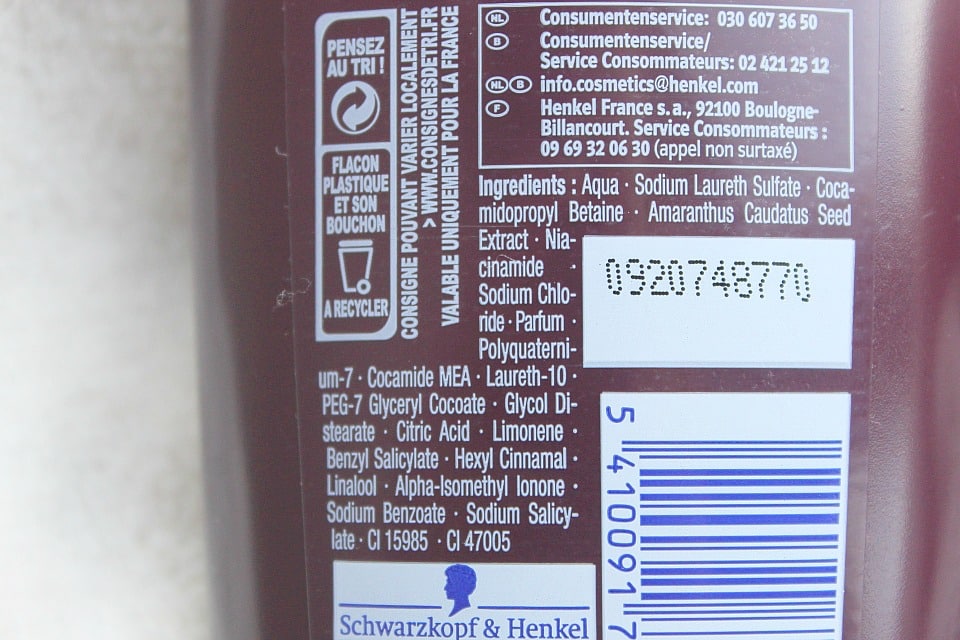 PENSEZ
AU TRI !
FLACON
PLASTIQUE
ET SON
BOUCHON
A RECYCLER
CONSIGNE POUVANT VARIER LOCALEMENT
> WWW.CONSIGNESDETRI.FR
VALABLE UNIQUEMENT POUR LA FRANCE
NL Consumentenservice: 030 607 36 50
B Consumentenservice/
Service Consommateurs: 02 421 25 12
NL B info.cosmetics@henkel.com
F Henkel France s.a., 92100 Boulogne-
Billancourt. Service Consommateurs :
09 69 32 06 30 (appel non surtaxé)
Ingredients : Aqua · Sodium Laureth Sulfate · Coca-
midopropyl Betaine · Amaranthus Caudatus Seed
Extract · Nia-
cinamide ·
Sodium Chlo-
ride · Parfum ·
Polyquaterni-
um-7 · Cocamide MEA · Laureth-10 ·
PEG-7 Glyceryl Cocoate · Glycol Di-
stearate · Citric Acid · Limonene ·
Benzyl Salicylate · Hexyl Cinnamal ·
Linalool · Alpha-Isomethyl Ionone ·
Sodium Benzoate · Sodium Salicy-
late · CI 15985 · CI 47005
0920748770
5 410091 7
Schwarzkopf & Henkel